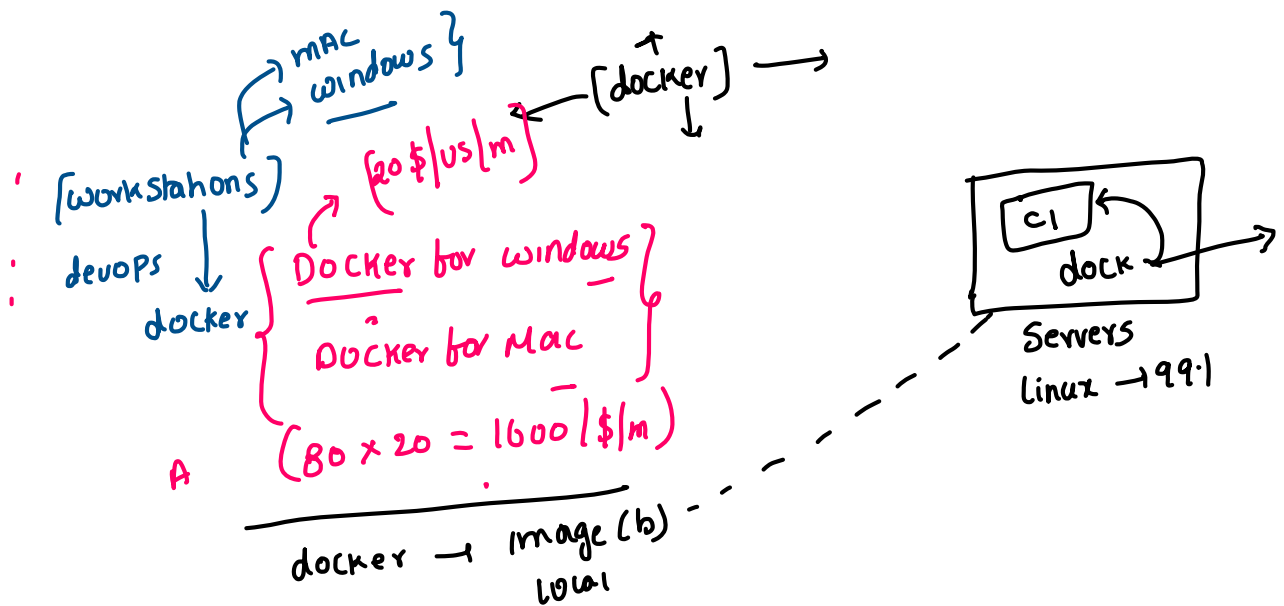 MAC
windows }
[docker]
[20$/us/m]
[workstations]
devops
docker
Docker for windows
Docker for Mac
(80 x 20 = 1600/$/m)
A
docker → image (b)
local
C1
dock
Servers
Linux → 99.1